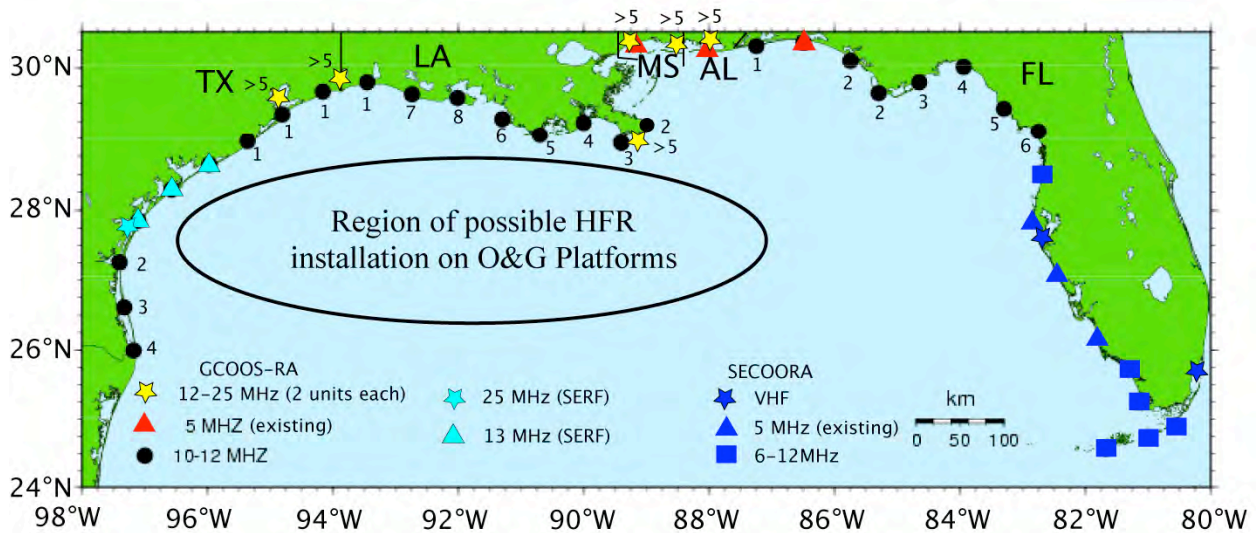 >5 >5 >5
30°N
TX >5 >5 LA MS AL FL
1 1 1 1 7 8 6 5 4 3 2 >5
1 2 2 3 4 5 6
28°N
Region of possible HFR
installation on O&G Platforms
2
3
26°N
4
GCOOS-RA
12-25 MHz (2 units each)
5 MHZ (existing)
10-12 MHZ
25 MHz (SERF)
13 MHz (SERF)
SECOORA
VHF
5 MHz (existing)
6-12MHz
km
0 50 100
24°N
98°W 96°W 94°W 92°W 90°W 88°W 86°W 84°W 82°W 80°W